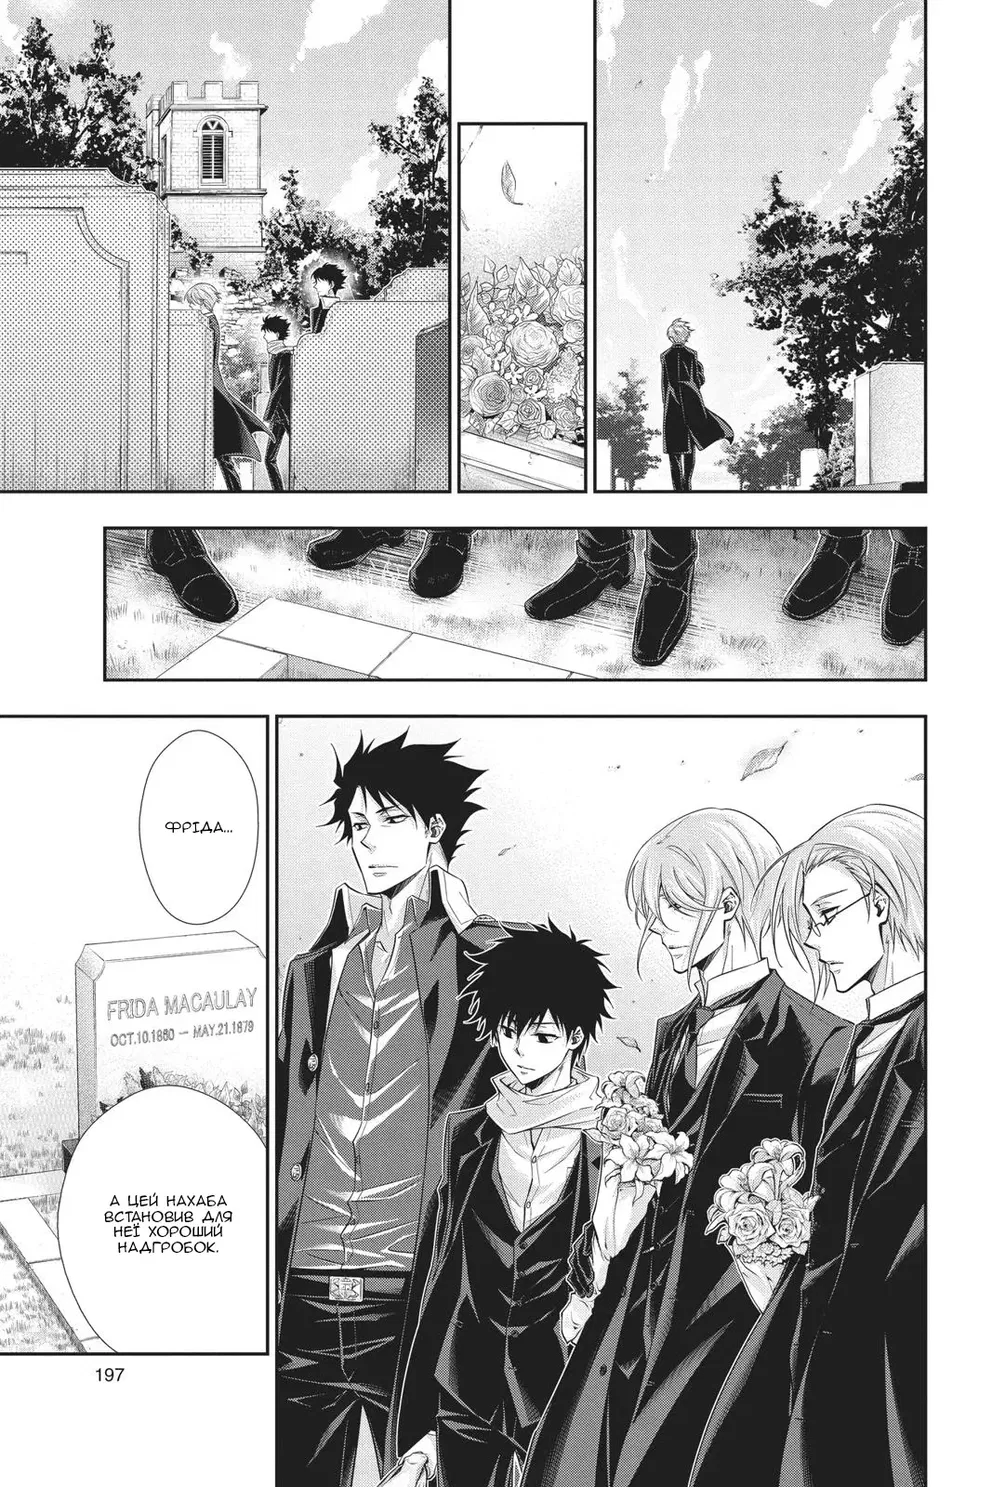 ФРІДА...
FRIDA MACAULAY
OCT.10.1860 — MAY.21.1879
А ЦЕЙ НАХАБА
ВСТАНОВИВ ДЛЯ
НЕЇ ХОРОШИЙ
НАДГРОБОК.
197